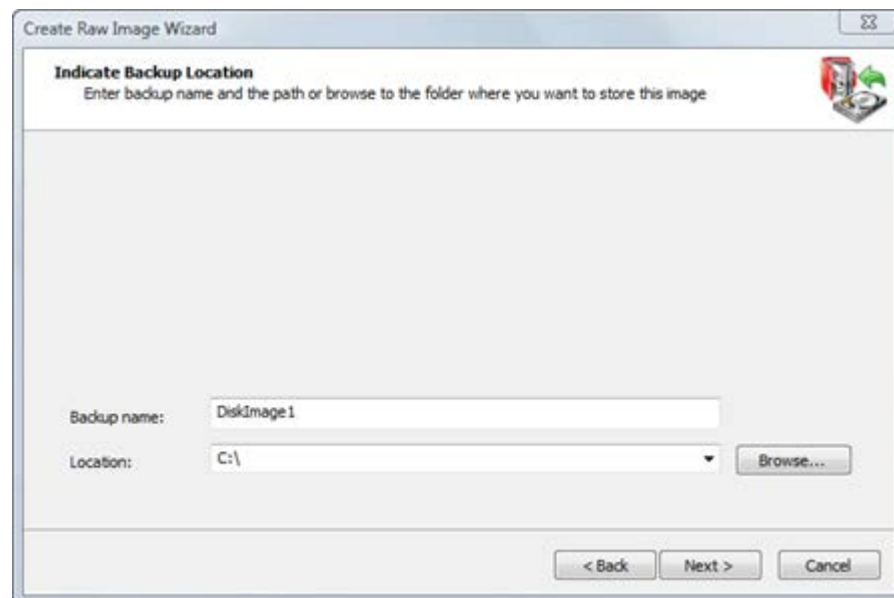 Create Raw Image Wizard
Indicate Backup Location
Enter backup name and the path or browse to the folder where you want to store this image
Backup name: DiskImage1
Location: C:\ Browse...
< Back Next > Cancel